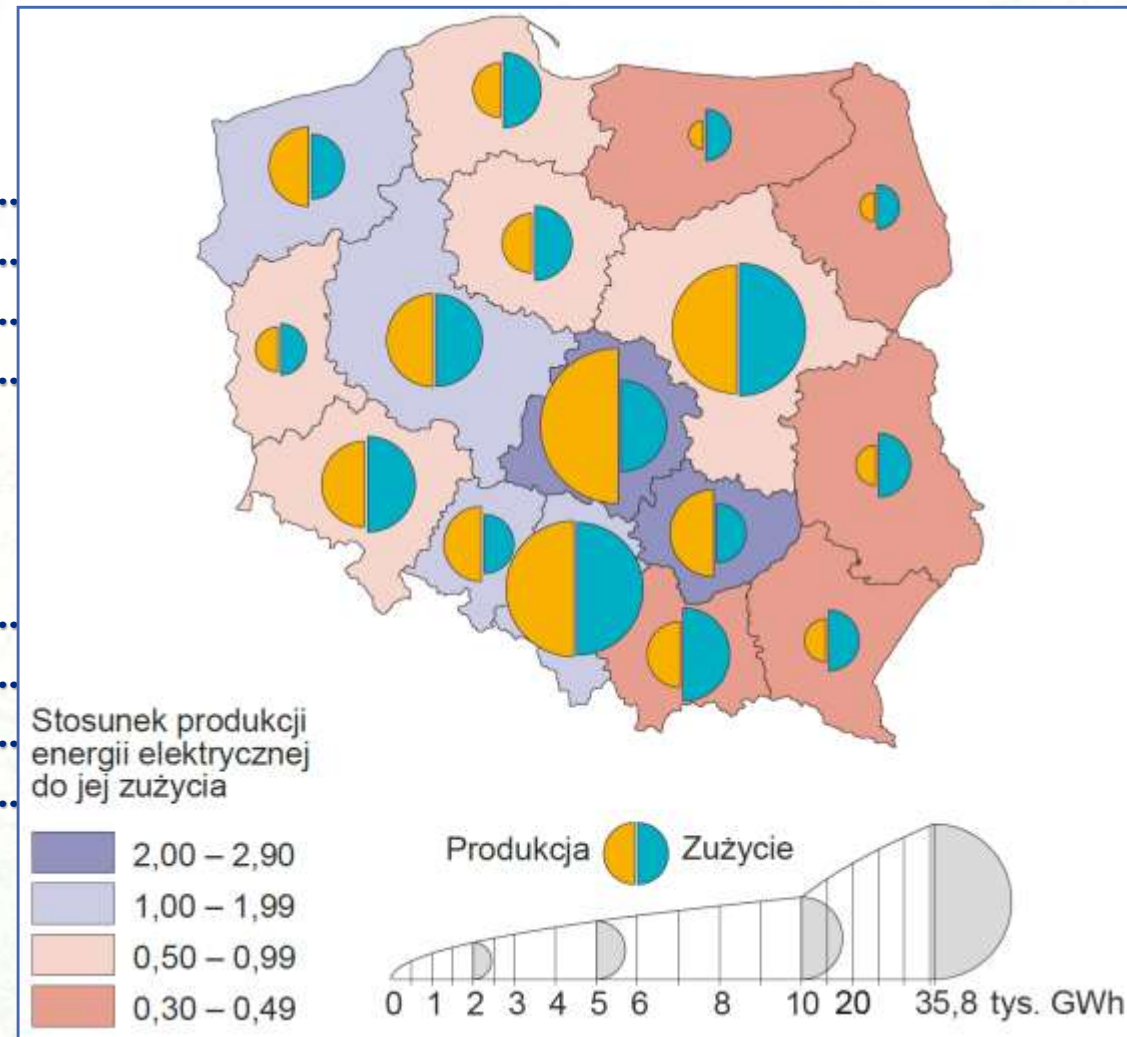 Stosunek produkcji
energii elektrycznej
do jej zużycia
2,00 – 2,90
1,00 – 1,99
0,50 – 0,99
0,30 – 0,49
Produkcja Zużycie
0 1 2 3 5 6 8 10 20 35,8 tys. GWh